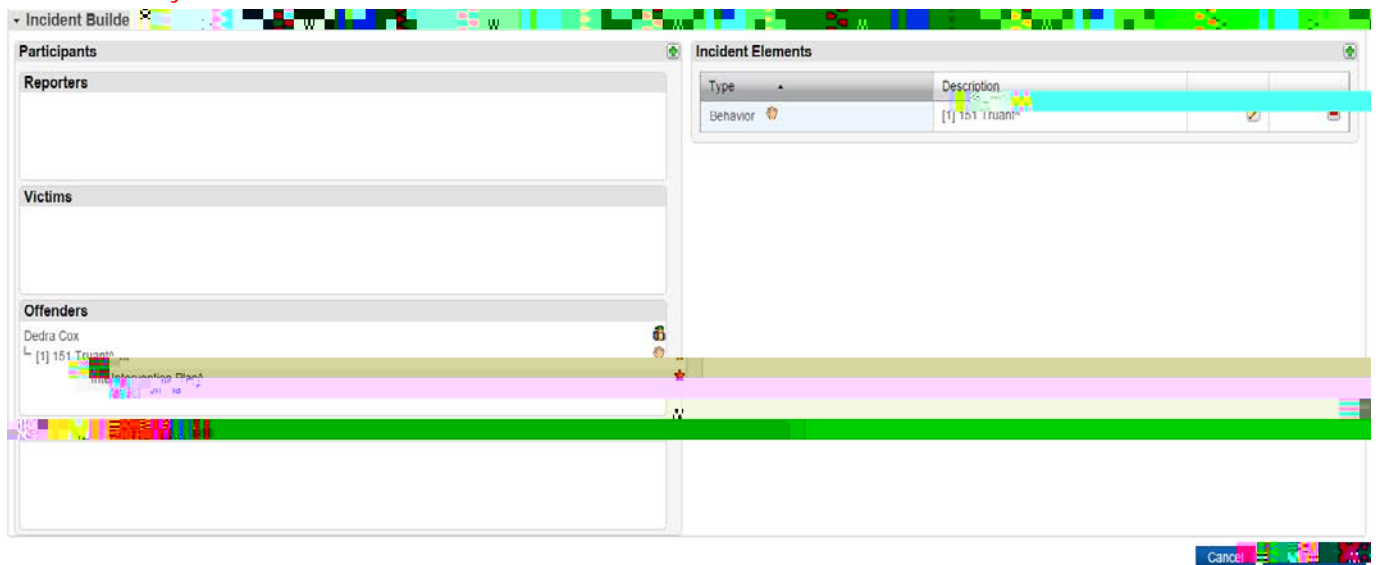 Incident Builde
Participants
Reporters
Victims
Offenders
Dedra Cox
[1] 151 Truant^ ...
Intervention Plan^
Incident Elements
Type Description
Behavior [1] 151 Truant^
Cancel